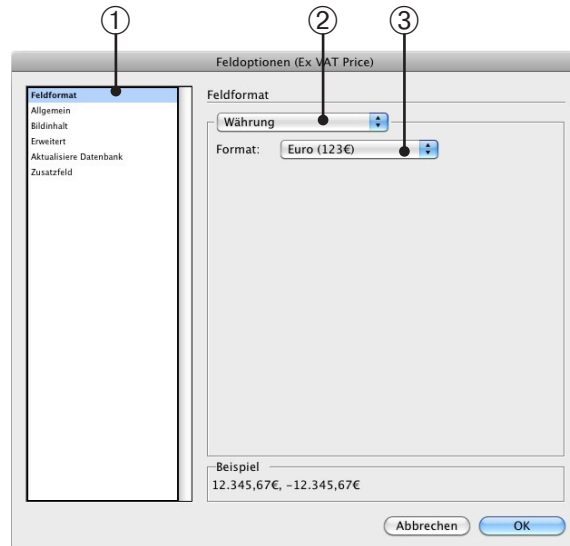 ① ② ③
Feldoptionen (Ex VAT Price)
Feldformat
Allgemein
Bildinhalt
Erweitert
Aktualisiere Datenbank
Zusatzfeld
Feldformat
Währung
Format: Euro (123€)
Beispiel
12.345,67€, -12.345,67€
Abbrechen OK